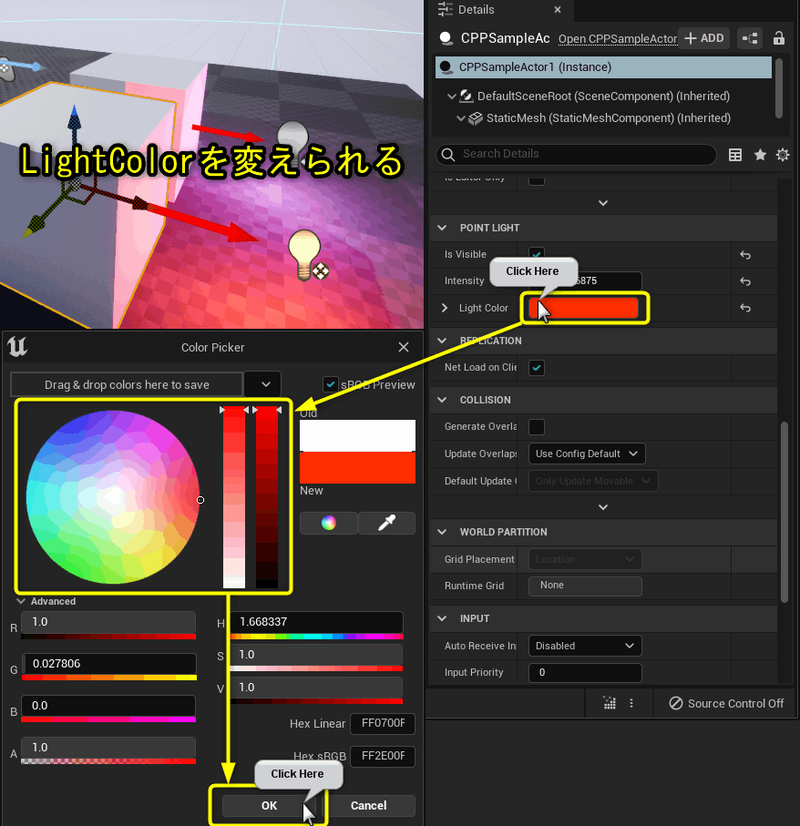 LightColorを変えられる
Details
CPPSampleAc
Open CPPSampleActor
ADD
CPPSampleActor1 (Instance)
DefaultSceneRoot (SceneComponent) (Inherited)
StaticMesh (StaticMeshComponent) (Inherited)
Search Details
POINT LIGHT
Is Visible
Click Here
Intensity
5875
Light Color
REPLICATION
Net Load on Clie
COLLISION
Generate Overla
Update Overlaps
Use Config Default
Default Update
Only Update Movable
WORLD PARTITION
Grid Placement
Location
Runtime Grid
None
INPUT
Auto Receive In
Disabled
Input Priority
0
Source Control Off
Color Picker
Drag & drop colors here to save
sRGB Preview
Old
New
Advanced
R
1.0
G
0.027806
B
0.0
A
1.0
H
1.668337
S
1.0
V
1.0
Hex Linear
FF0700F
Hex sRGB
FF2E00F
Click Here
OK
Cancel